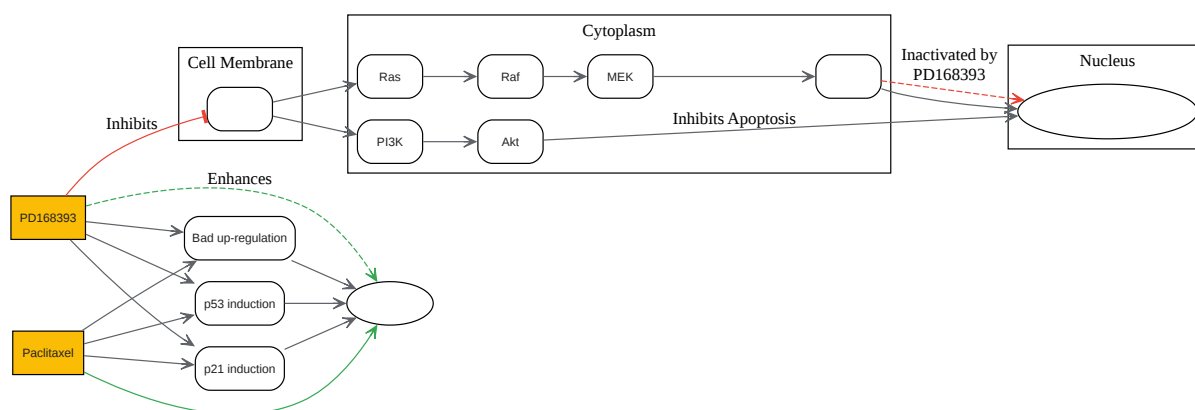 Cytoplasm
Inactivated by
PD168393
Cell Membrane
Nucleus
Ras
Raf
MEK
Inhibits
Inhibits Apoptosis
PI3K
Akt
Enhances
PD168393
Bad up-regulation
p53 induction
Paclitaxel
p21 induction